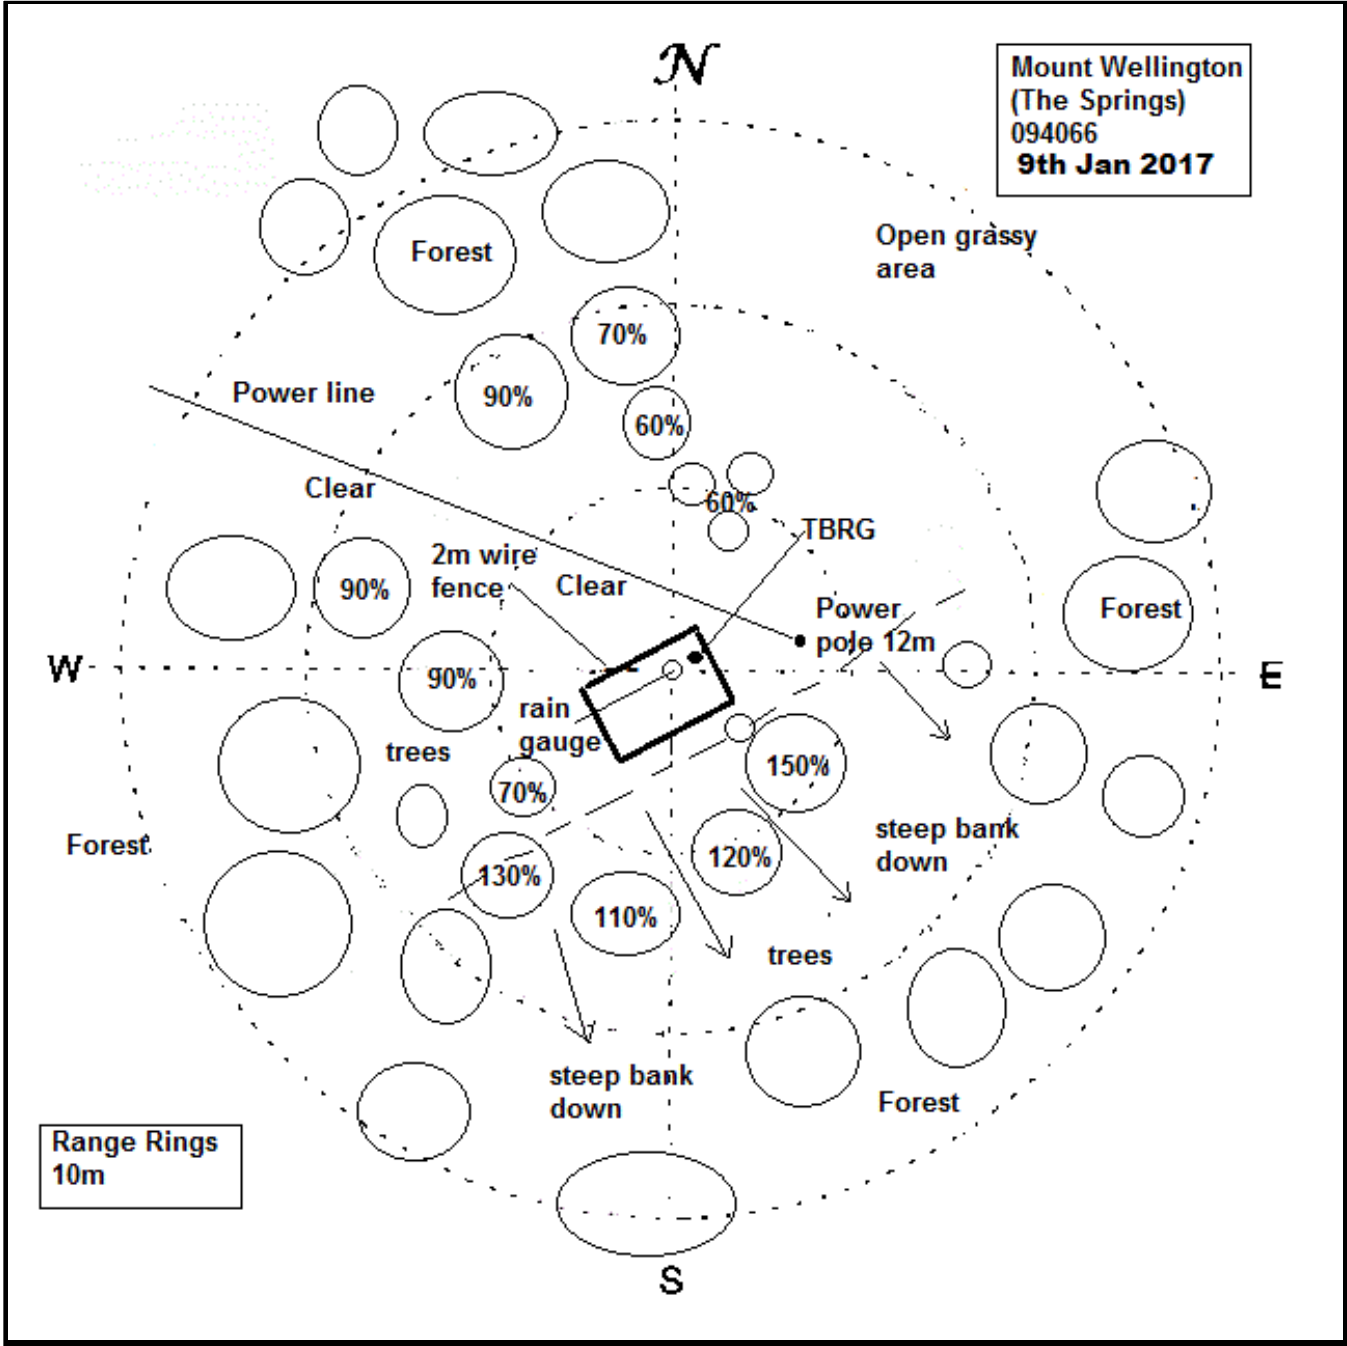 N
Mount Wellington
(The Springs)
094066
9th Jan 2017
Open grassy
area
Forest
70%
90%
60%
Power line
Clear
60%
TBRG
2m wire
fence
Clear
90%
Power
pole 12m
Forest
W
E
90%
rain
gauge
trees
70%
150%
Forest
steep bank
down
120%
130%
110%
trees
steep bank
down
Forest
Range Rings
10m
S